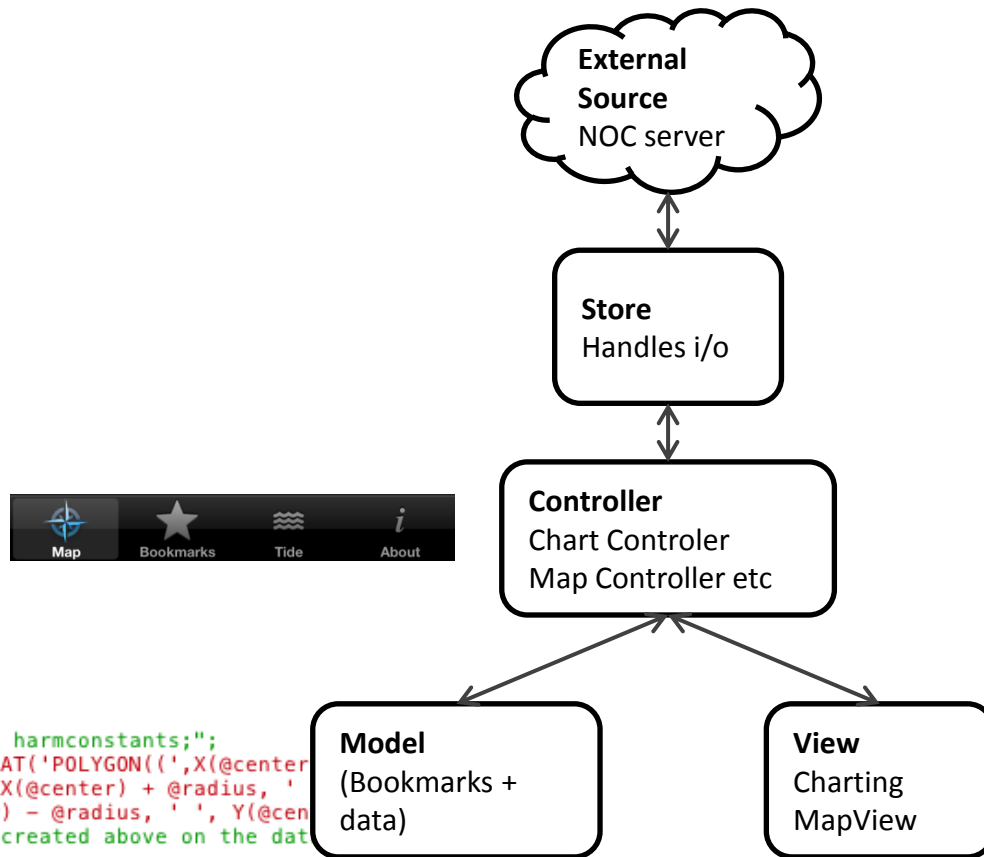 External
Source
NOC server
Store
Handles i/o
Controller
Chart Controler
Map Controller etc
Map
Bookmarks
Tide
About
harmconstants;";
AT('POLYGON((',X(@center
X(@center) + @radius, '
) - @radius, ' ', Y(@cen
created above on the dat
Model
(Bookmarks +
data)
View
Charting
MapView